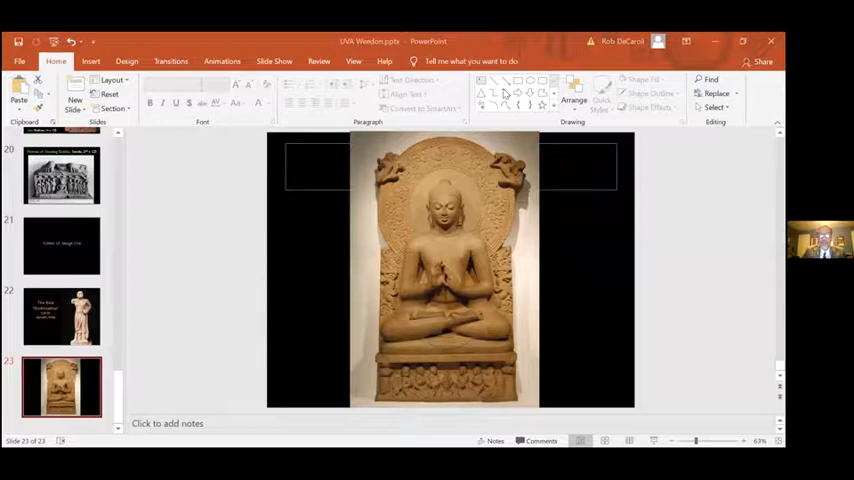 UVA Weedon.pptx - PowerPoint
Rob DeCaroli
File Home Insert Design Transitions Animations Slide Show Review View Help Tell me what you want to do Share
Paste
New Slide
Layout
Reset
Section
B I U S abc
Text Direction
Align Text
Convert to SmartArt
Arrange
Quick Styles
Shape Fill
Shape Outline
Shape Effects
Find
Replace
Select
Clipboard Slides Font Paragraph Drawing Editing
20
21
22
23
Click to add notes
Slide 23 of 23
Notes Comments 63%